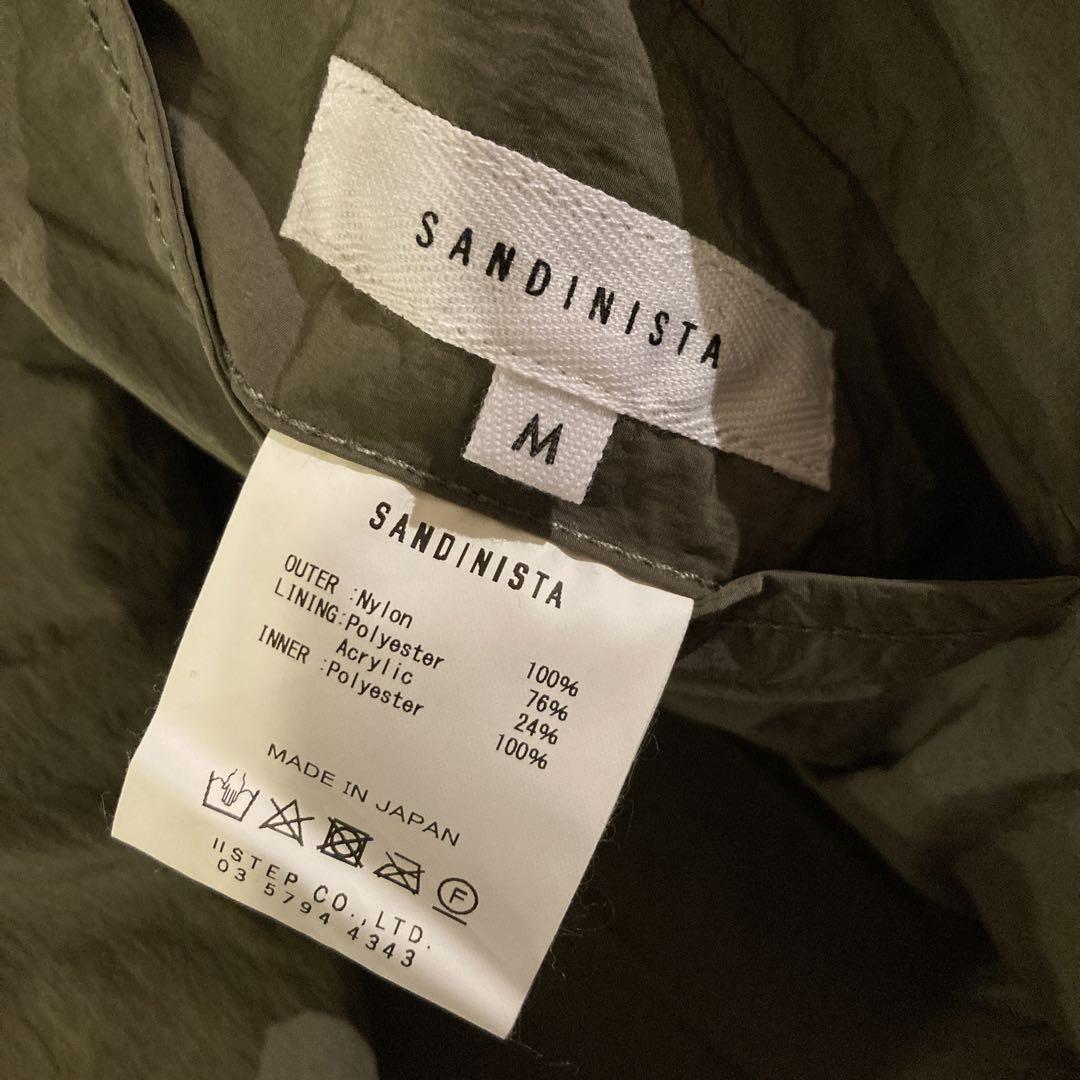 SANDINISTA
M
SANDINISTA
OUTER :Nylon 100%
LINING:Polyester 76%
Acrylic 24%
INNER :Polyester 100%
MADE IN JAPAN
F
IISTEP CO.,LTD.
03 5794 4343